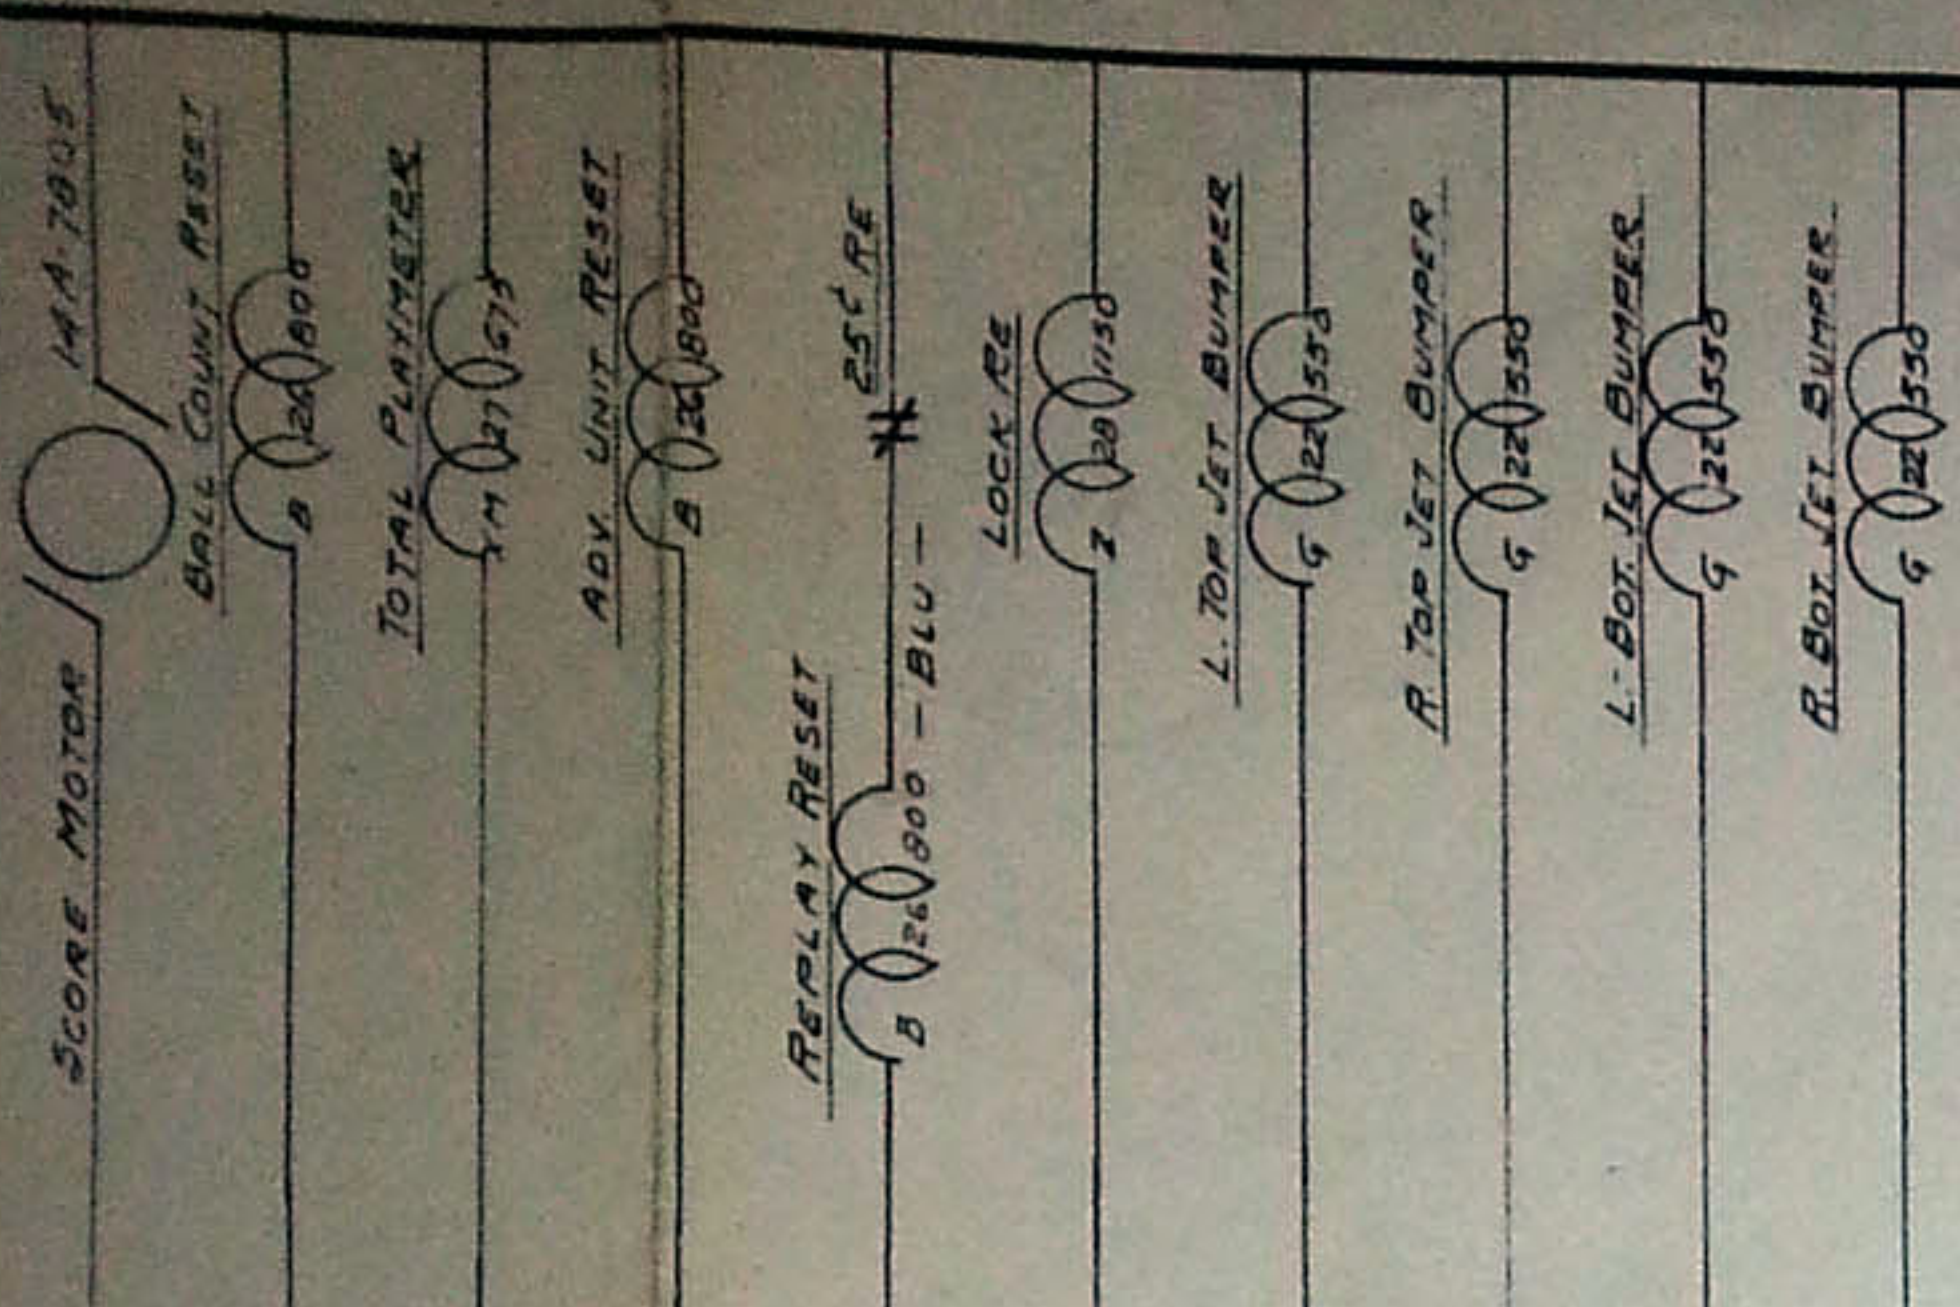 SCORE MOTOR 14A-7805
BALL COUNT RSET
B 26 800
TOTAL PLAYMETER
M 27 675
ADV. UNIT RESET
B 26 800
REPLAY RESET 25¢ RE
B 26 800 - BLU -
LOCK RE
Z 28 1150
L. TOP JET BUMPER
G 22 550
R TOP JET BUMPER
G 22 550
L. BOT. JET BUMPER
G 22 550
R. BOT JET BUMPER
G 22 550